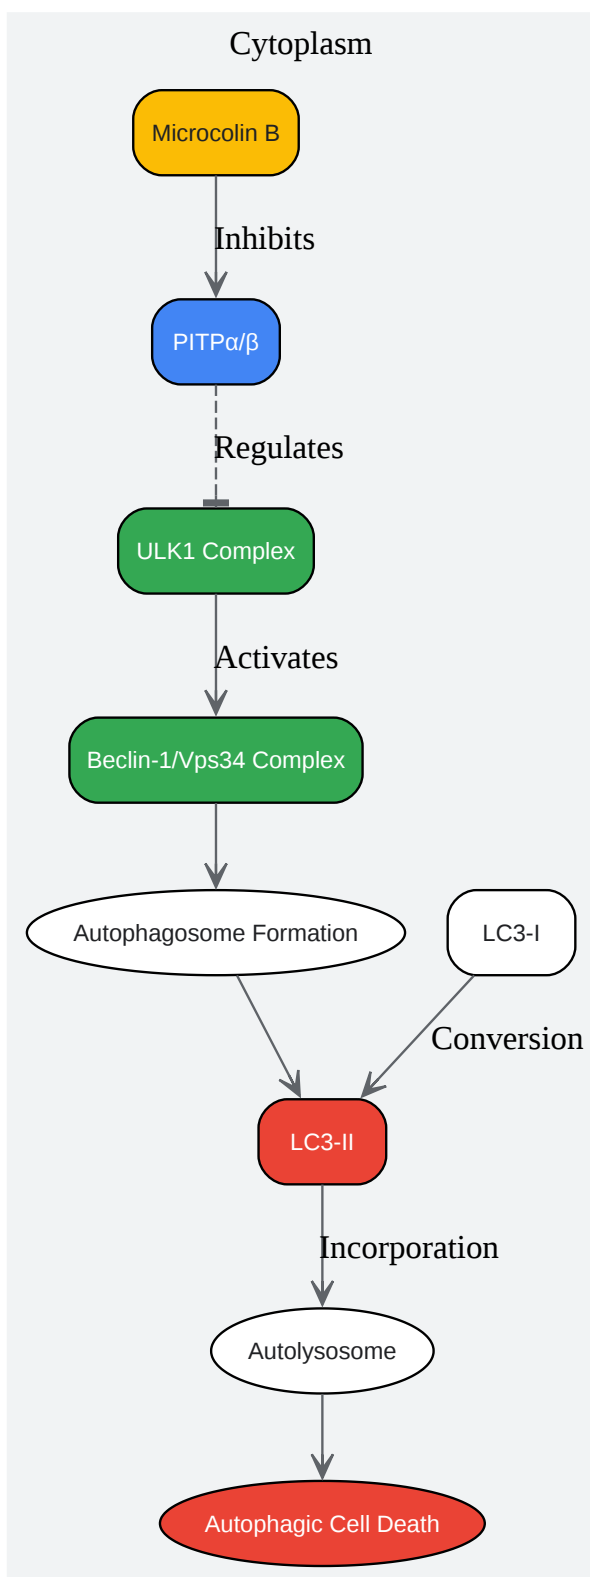 Cytoplasm
Microcolin B
Inhibits
PITPα/β
Regulates
ULK1 Complex
Activates
Beclin-1/Vps34 Complex
Autophagosome Formation
LC3-I
Conversion
LC3-II
Incorporation
Autolysosome
Autophagic Cell Death